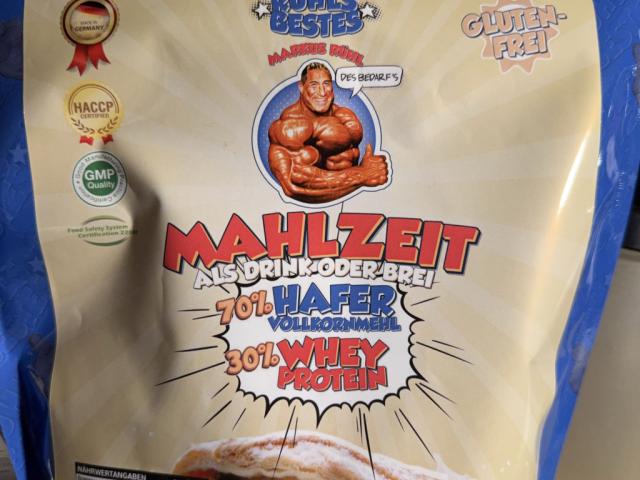 RÜHLS
BESTES
MARKUS RÜHL
DES BEDARF'S
GLUTEN-
FREI
GERMANY
HACCP
CERTIFIED
GMP
Quality
Food Safety System
Certification
MAHLZEIT
ALS DRINK ODER BREI
70% HAFER
VOLLKORNMEHL
30% WHEY
PROTEIN
NÄHRWERTANGABEN